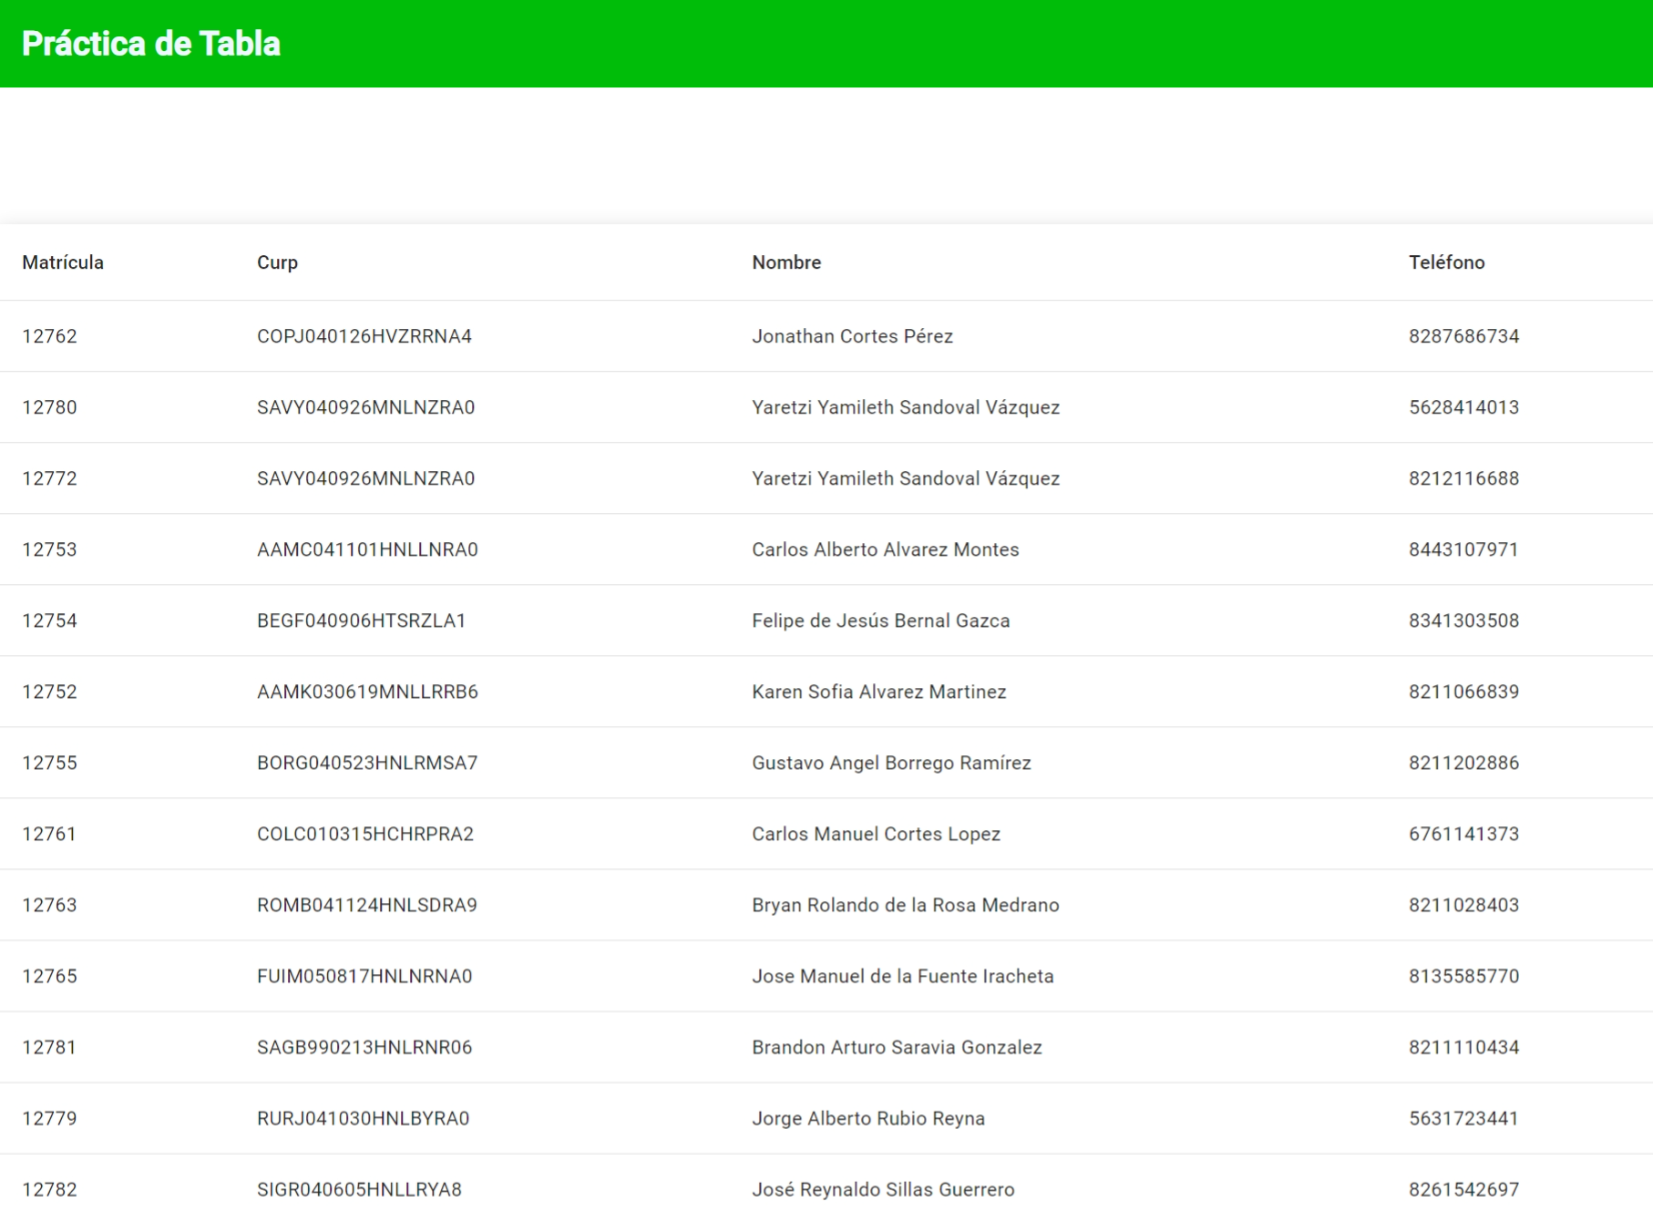 Práctica de Tabla
Matrícula Curp Nombre Teléfono
12762 COPJ040126HVZRRNA4 Jonathan Cortes Pérez 8287686734
12780 SAVY040926MNLNZRA0 Yaretzi Yamileth Sandoval Vázquez 5628414013
12772 SAVY040926MNLNZRA0 Yaretzi Yamileth Sandoval Vázquez 8212116688
12753 AAMC041101HNLLNRA0 Carlos Alberto Alvarez Montes 8443107971
12754 BEGF040906HTSRZLA1 Felipe de Jesús Bernal Gazca 8341303508
12752 AAMK030619MNLLRRB6 Karen Sofia Alvarez Martinez 8211066839
12755 BORG040523HNLRMSA7 Gustavo Angel Borrego Ramírez 8211202886
12761 COLC010315HCHRPRA2 Carlos Manuel Cortes Lopez 6761141373
12763 ROMB041124HNLSDRA9 Bryan Rolando de la Rosa Medrano 8211028403
12765 FUIM050817HNLNRNA0 Jose Manuel de la Fuente Iracheta 8135585770
12781 SAGB990213HNLRNR06 Brandon Arturo Saravia Gonzalez 8211110434
12779 RURJ041030HNLBYRA0 Jorge Alberto Rubio Reyna 5631723441
12782 SIGR040605HNLLRYA8 José Reynaldo Sillas Guerrero 8261542697